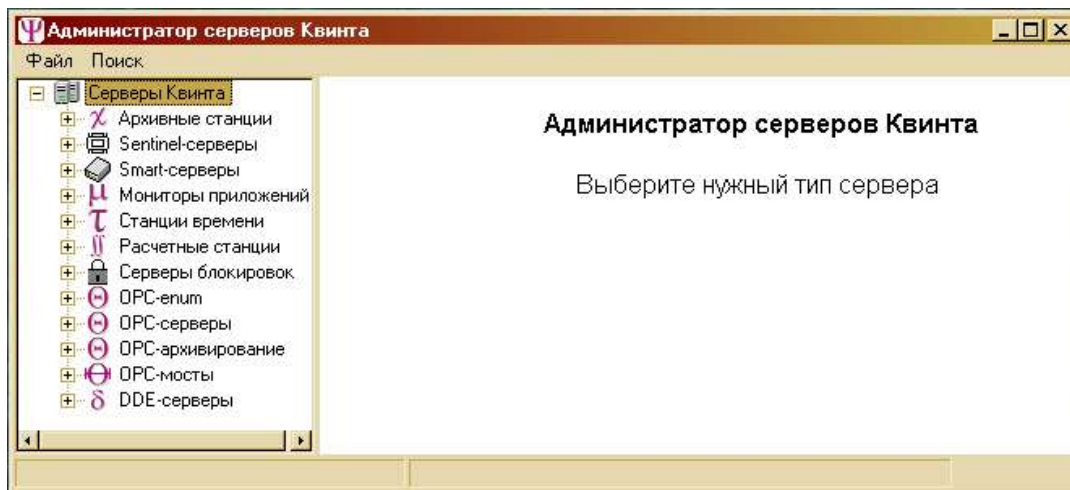 Администратор серверов Квинта
Файл Поиск
Серверы Квинта
Архивные станции
Sentinel-серверы
Smart-серверы
Мониторы приложений
Станции времени
Расчетные станции
Серверы блокировок
OPC-enum
OPC-серверы
OPC-архивирование
OPC-мосты
DDE-серверы
Администратор серверов Квинта
Выберите нужный тип сервера